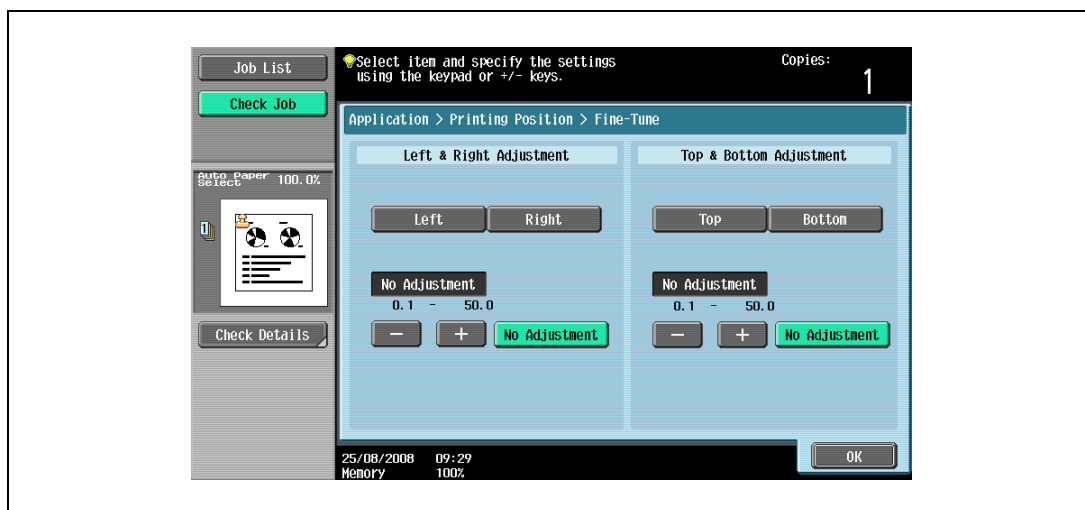 Job List
Check Job
Select item and specify the settings
using the keypad or +/- keys.
Copies:
1
Application > Printing Position > Fine-Tune
Left & Right Adjustment
Top & Bottom Adjustment
Auto Paper
Select 100.0%
1
Left Right
Top Bottom
No Adjustment
0.1 - 50.0
- + No Adjustment
No Adjustment
0.1 - 50.0
- + No Adjustment
Check Details
OK
25/08/2008 09:29
Memory 100%